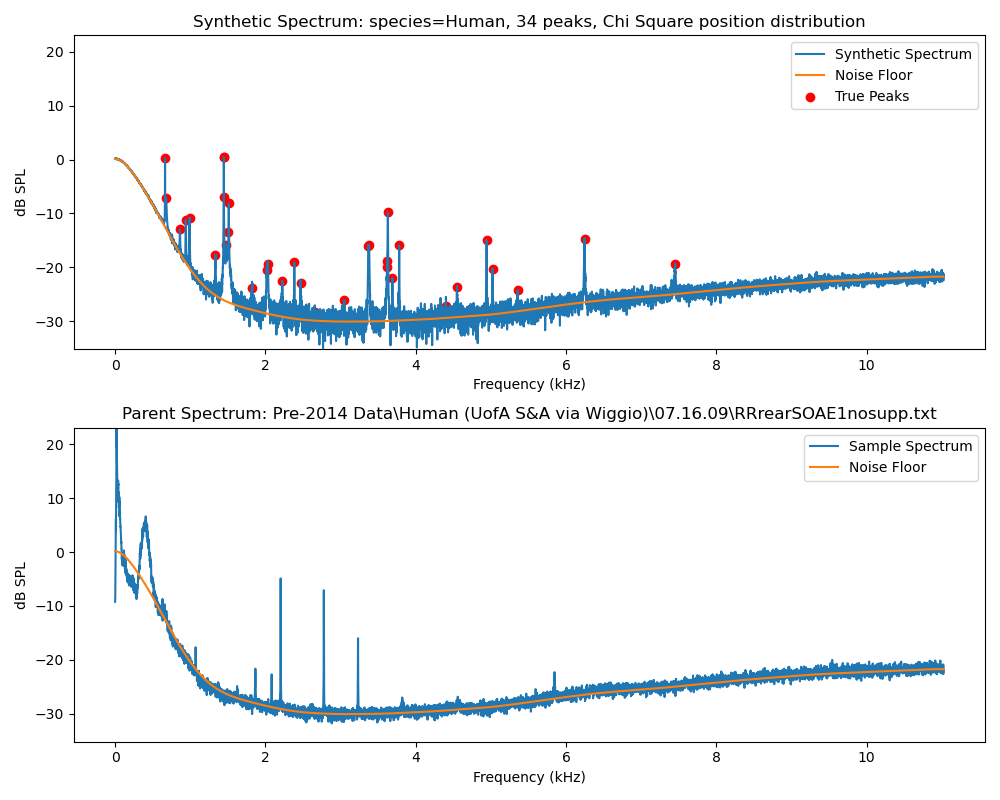 Synthetic Spectrum: species=Human, 34 peaks, Chi Square position distribution
20
10
0
−10
−20
−30
dB SPL
Synthetic Spectrum
Noise Floor
True Peaks
0 2 4 6 8 10
Frequency (kHz)
Parent Spectrum: Pre-2014 Data\Human (UofA S&A via Wiggio)\07.16.09\RRrearSOAE1nosupp.txt
20
10
0
−10
−20
−30
dB SPL
Sample Spectrum
Noise Floor
0 2 4 6 8 10
Frequency (kHz)